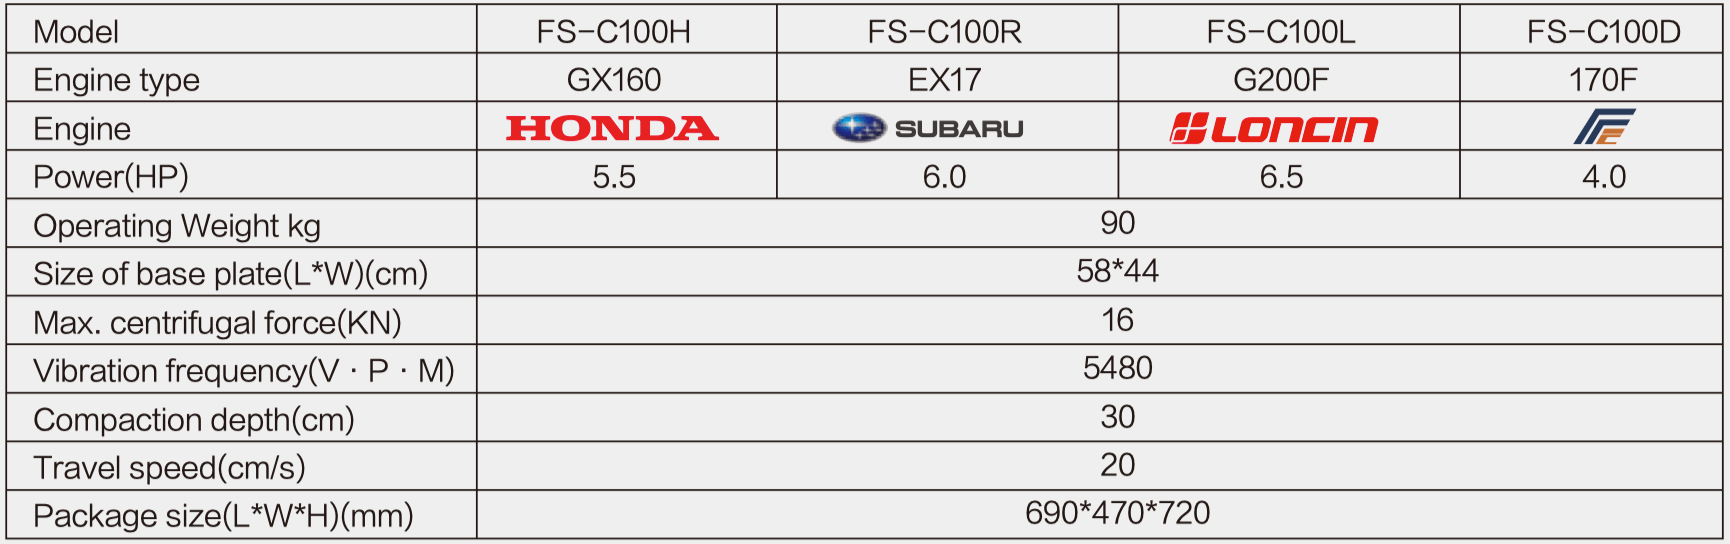 Model FS-C100H FS-C100R FS-C100L FS-C100D
Engine type GX160 EX17 G200F 170F
Engine HONDA SUBARU LONCIN
Power(HP) 5.5 6.0 6.5 4.0
Operating Weight kg 90
Size of base plate(L*W)(cm) 58*44
Max. centrifugal force(KN) 16
Vibration frequency(V · P · M) 5480
Compaction depth(cm) 30
Travel speed(cm/s) 20
Package size(L*W*H)(mm) 690*470*720